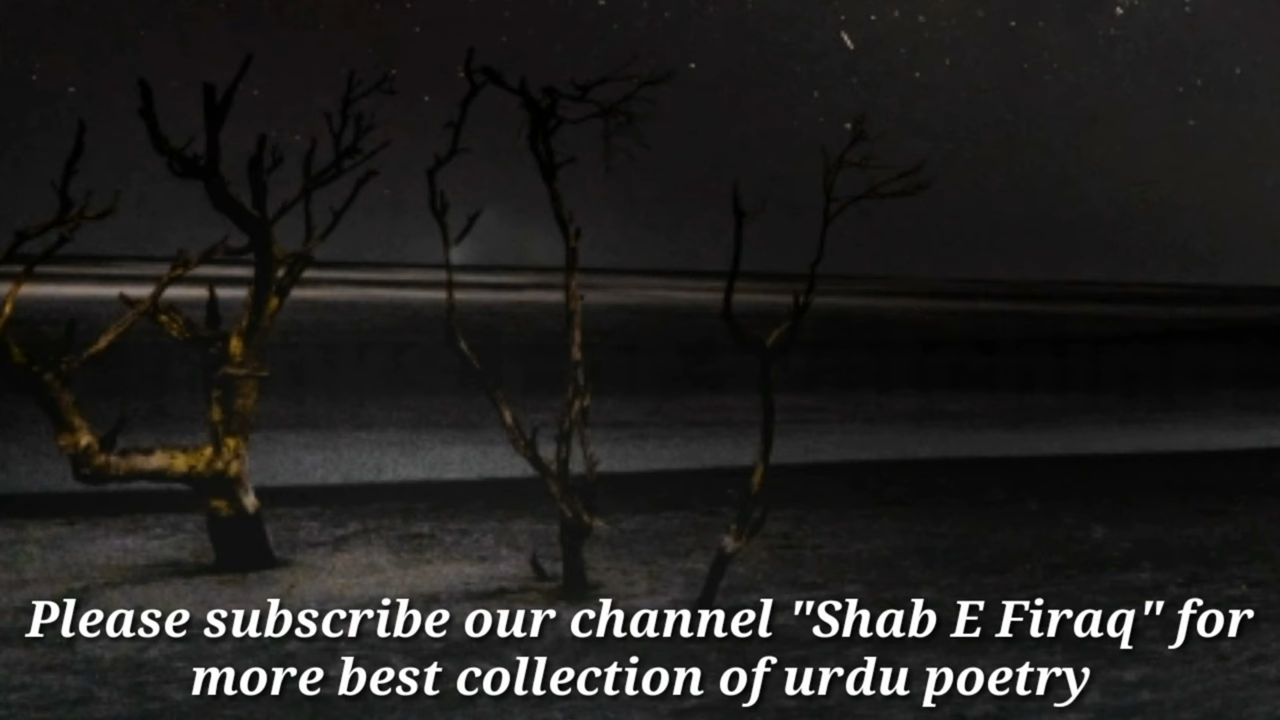 Please subscribe our channel "Shab E Firaq" for
more best collection of urdu poetry